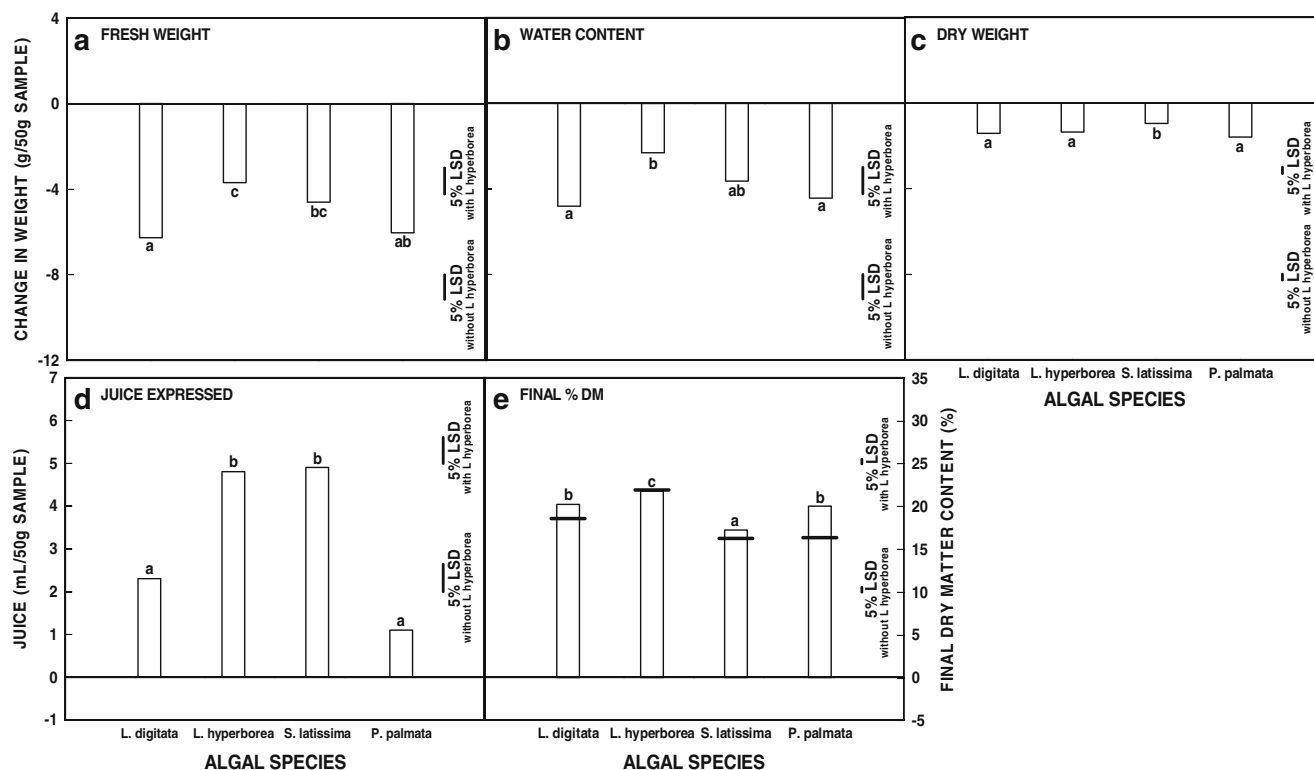 a FRESH WEIGHT
b WATER CONTENT
c DRY WEIGHT
CHANGE IN WEIGHT (g/50g SAMPLE)
4
0
-4
-8
-12
a
c
bc
ab
5% LSD
with L hyperborea
5% LSD
without L hyperborea
a
b
ab
a
5% LSD
with L hyperborea
5% LSD
without L hyperborea
a
a
b
a
5% LSD
with L hyperborea
5% LSD
without L hyperborea
L. digitata L. hyperborea S. latissima P. palmata
ALGAL SPECIES
d JUICE EXPRESSED
JUICE (mL/50g SAMPLE)
7
6
5
4
3
2
1
0
-1
a
b
b
a
5% LSD
with L hyperborea
5% LSD
without L hyperborea
L. digitata L. hyperborea S. latissima P. palmata
ALGAL SPECIES
e FINAL % DM
b
c
a
b
5% LSD
with L hyperborea
5% LSD
without L hyperborea
35
30
25
20
15
10
5
0
-5
FINAL DRY MATTER CONTENT (%)
L. digitata L. hyperborea S. latissima P. palmata
ALGAL SPECIES